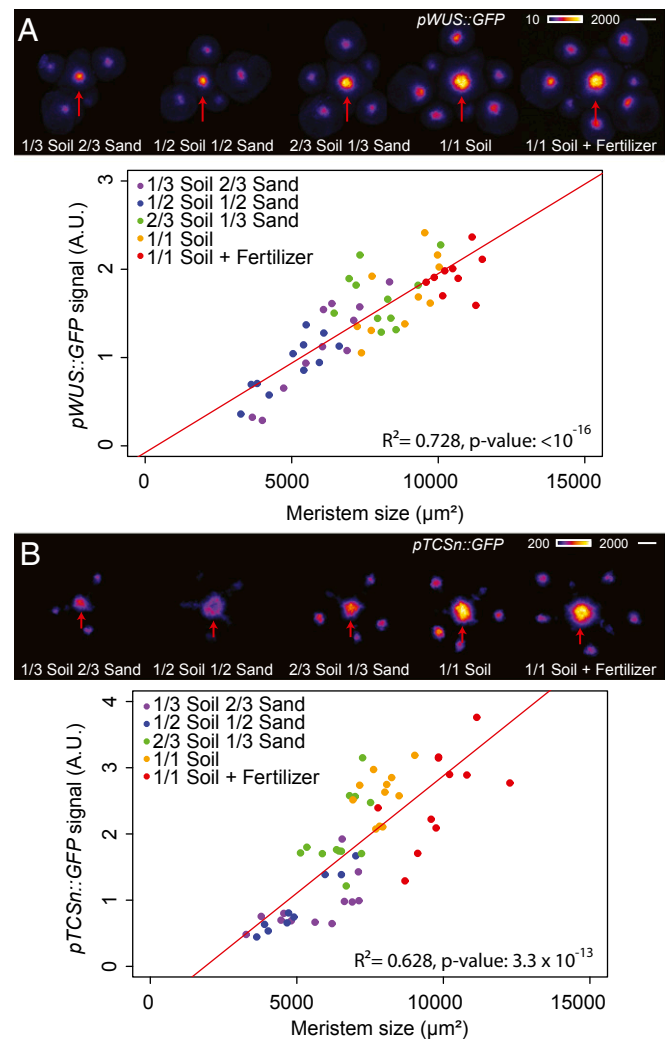 A
pWUS::GFP 10 2000
1/3 Soil 2/3 Sand 1/2 Soil 1/2 Sand 2/3 Soil 1/3 Sand 1/1 Soil 1/1 Soil + Fertilizer
1/3 Soil 2/3 Sand
1/2 Soil 1/2 Sand
2/3 Soil 1/3 Sand
1/1 Soil
1/1 Soil + Fertilizer
pWUS::GFP signal (A.U.)
3
2
1
0
R²= 0.728, p-value: <10⁻¹⁶
0 5000 10000 15000
Meristem size (µm²)
B
pTCSn::GFP 200 2000
1/3 Soil 2/3 Sand 1/2 Soil 1/2 Sand 2/3 Soil 1/3 Sand 1/1 Soil 1/1 Soil + Fertilizer
1/3 Soil 2/3 Sand
1/2 Soil 1/2 Sand
2/3 Soil 1/3 Sand
1/1 Soil
1/1 Soil + Fertilizer
pTCSn::GFP signal (A.U.)
4
3
2
1
0
R²= 0.628, p-value: 3.3 x 10⁻¹³
0 5000 10000 15000
Meristem size (µm²)